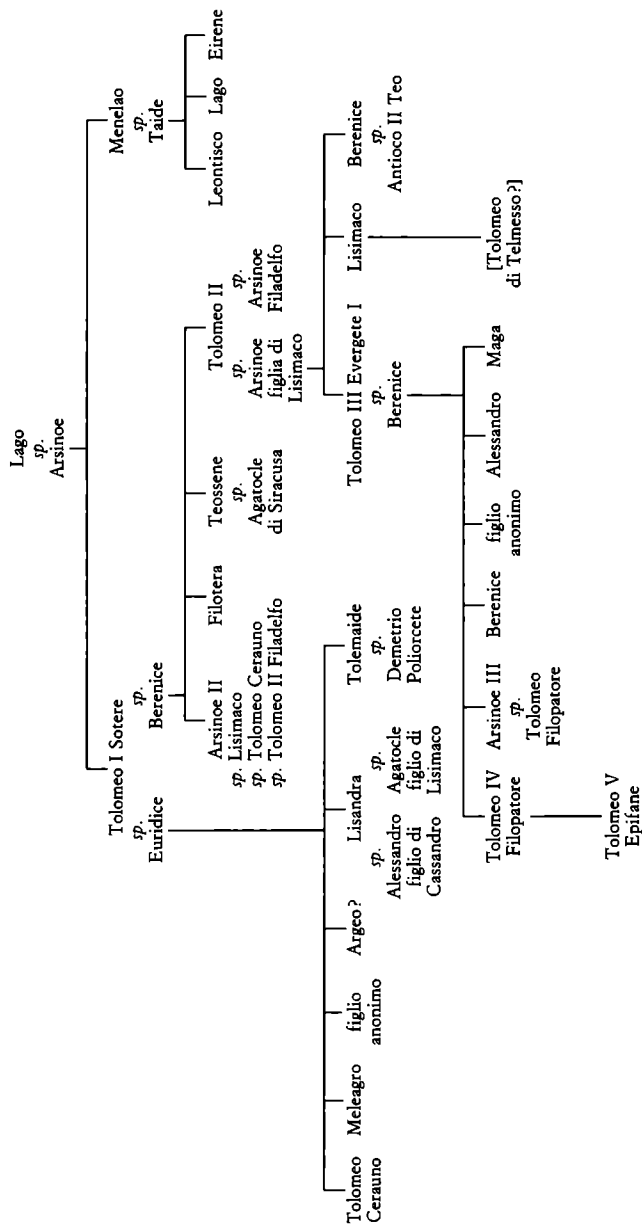 Lago
sp.
Arsinoe
Tolomeo I Sotere
sp.
Euridice
sp.
Berenice
Menelao
sp.
Taide
Arsinoe II
sp. Lisimaco
sp. Tolomeo Cerauno
sp. Tolomeo II Filadelfo
Filotera
Teossene
sp.
Agatocle
di Siracusa
Tolomeo II
sp.
Arsinoe
figlia di
Lisimaco
sp.
Arsinoe
Filadelfo
Leontisco
Lago
Eirene
Tolomeo
Cerauno
Meleagro
figlio
anonimo
Argeo?
Lisandra
sp.
Alessandro
figlio di
Cassandro
sp.
Agatocle
figlio di
Lisimaco
Tolemaide
sp.
Demetrio
Poliorcete
Tolomeo III Evergete I
sp.
Berenice
Lisimaco
Berenice
sp.
Antioco II Teo
[Tolomeo
di Telmesso?]
Tolomeo IV
Filopatore
Arsinoe III
sp.
Tolomeo
Filopatore
Berenice
figlio
anonimo
Alessandro
Maga
Tolomeo V
Epifane